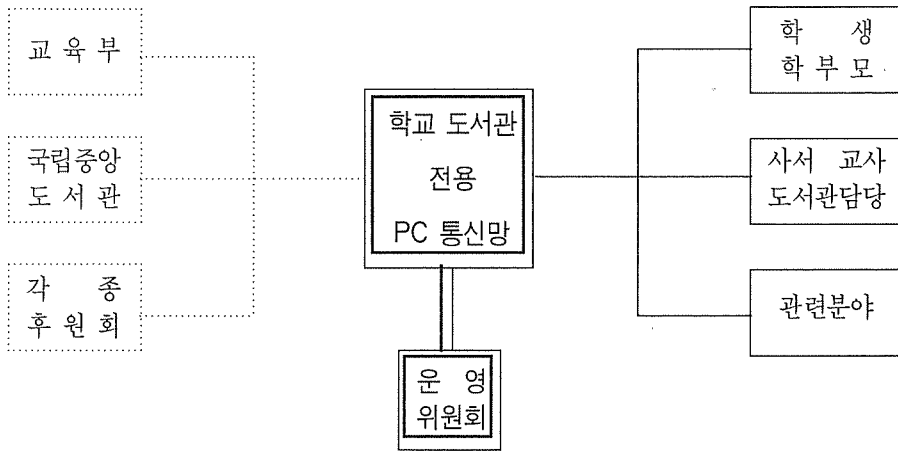 교 육 부
국립중앙
도 서 관
각 종
후 원 회
학교 도서관
전용
PC 통신망
운 영
위원회
학 생
학 부 모
사서 교사
도서관담당
관련분야